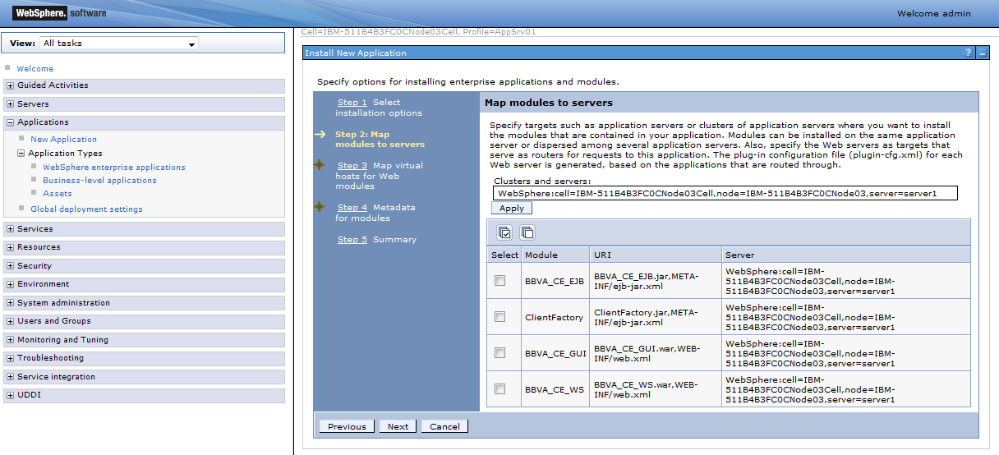 WebSphere. software
Welcome admin
View: All tasks
Welcome
Guided Activities
Servers
Applications
New Application
Application Types
WebSphere enterprise applications
Business-level applications
Assets
Global deployment settings
Services
Resources
Security
Environment
System administration
Users and Groups
Monitoring and Tuning
Troubleshooting
Service integration
UDDI
Cell=IBM-511B4B3FC0CNode03Cell, Profile=AppSrv01
Install New Application
?
Specify options for installing enterprise applications and modules.
Step 1 Select
installation options
Step 2: Map
modules to servers
Step 3 Map virtual
hosts for Web
modules
Step 4 Metadata
for modules
Step 5 Summary
Map modules to servers
Specify targets such as application servers or clusters of application servers where you want to install
the modules that are contained in your application. Modules can be installed on the same application
server or dispersed among several application servers. Also, specify the Web servers as targets that
serve as routers for requests to this application. The plug-in configuration file (plugin-cfg.xml) for each
Web server is generated, based on the applications that are routed through.
Clusters and servers:
WebSphere:cell=IBM-511B4B3FC0CNode03Cell,node=IBM-511B4B3FC0CNode03,server=server1
Apply
Select Module URI Server
BBVA_CE_EJB
BBVA_CE_EJB.jar,META-
INF/ejb-jar.xml
WebSphere:cell=IBM-
511B4B3FC0CNode03Cell,node=IBM-
511B4B3FC0CNode03,server=server1
ClientFactory
ClientFactory.jar,META-
INF/ejb-jar.xml
WebSphere:cell=IBM-
511B4B3FC0CNode03Cell,node=IBM-
511B4B3FC0CNode03,server=server1
BBVA_CE_GUI
BBVA_CE_GUI.war,WEB-
INF/web.xml
WebSphere:cell=IBM-
511B4B3FC0CNode03Cell,node=IBM-
511B4B3FC0CNode03,server=server1
BBVA_CE_WS
BBVA_CE_WS.war,WEB-
INF/web.xml
WebSphere:cell=IBM-
511B4B3FC0CNode03Cell,node=IBM-
511B4B3FC0CNode03,server=server1
Previous Next Cancel